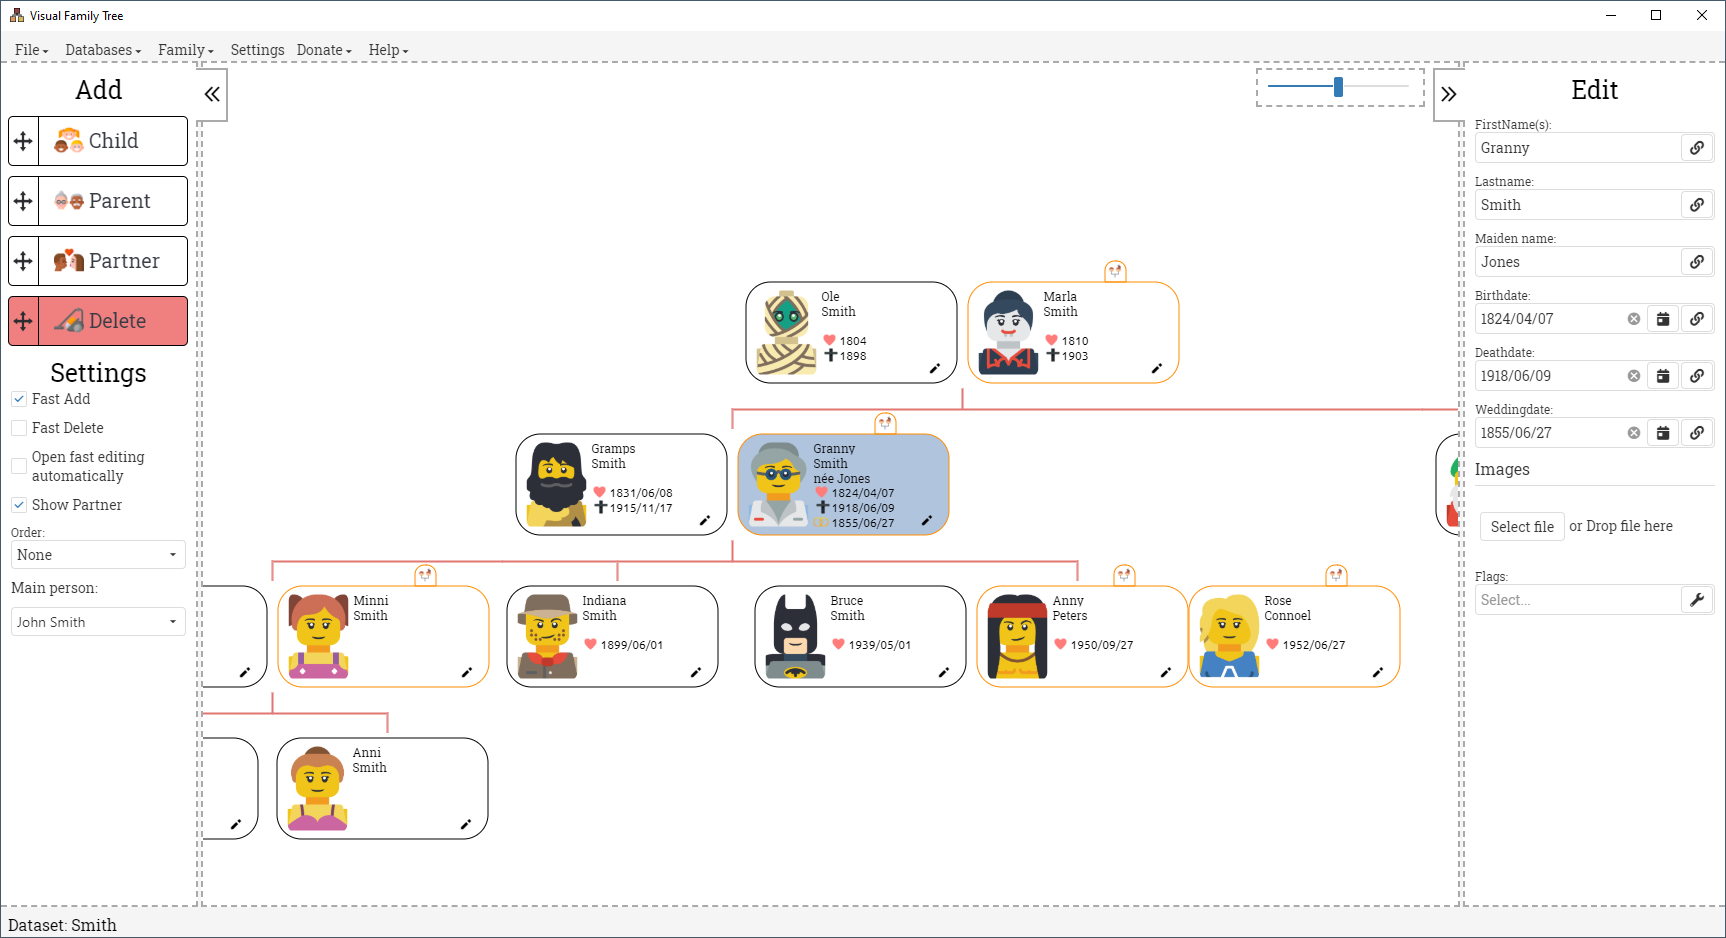 Visual Family Tree
File
Databases
Family
Settings
Donate
Help
Add
Child
Parent
Partner
Delete
Settings
Fast Add
Fast Delete
Open fast editing
automatically
Show Partner
Order:
None
Main person:
John Smith
Ole
Smith
1804
1898
Marla
Smith
1810
1903
Gramps
Smith
1831/06/08
1915/11/17
Granny
Smith
née Jones
1824/04/07
1918/06/09
1855/06/27
Minni
Smith
Indiana
Smith
1899/06/01
Bruce
Smith
1939/05/01
Anny
Peters
1950/09/27
Rose
Connoel
1952/06/27
Anni
Smith
Edit
FirstName(s):
Granny
Lastname:
Smith
Maiden name:
Jones
Birthdate:
1824/04/07
Deathdate:
1918/06/09
Weddingdate:
1855/06/27
Images
Select file or Drop file here
Flags:
Select...
Dataset: Smith